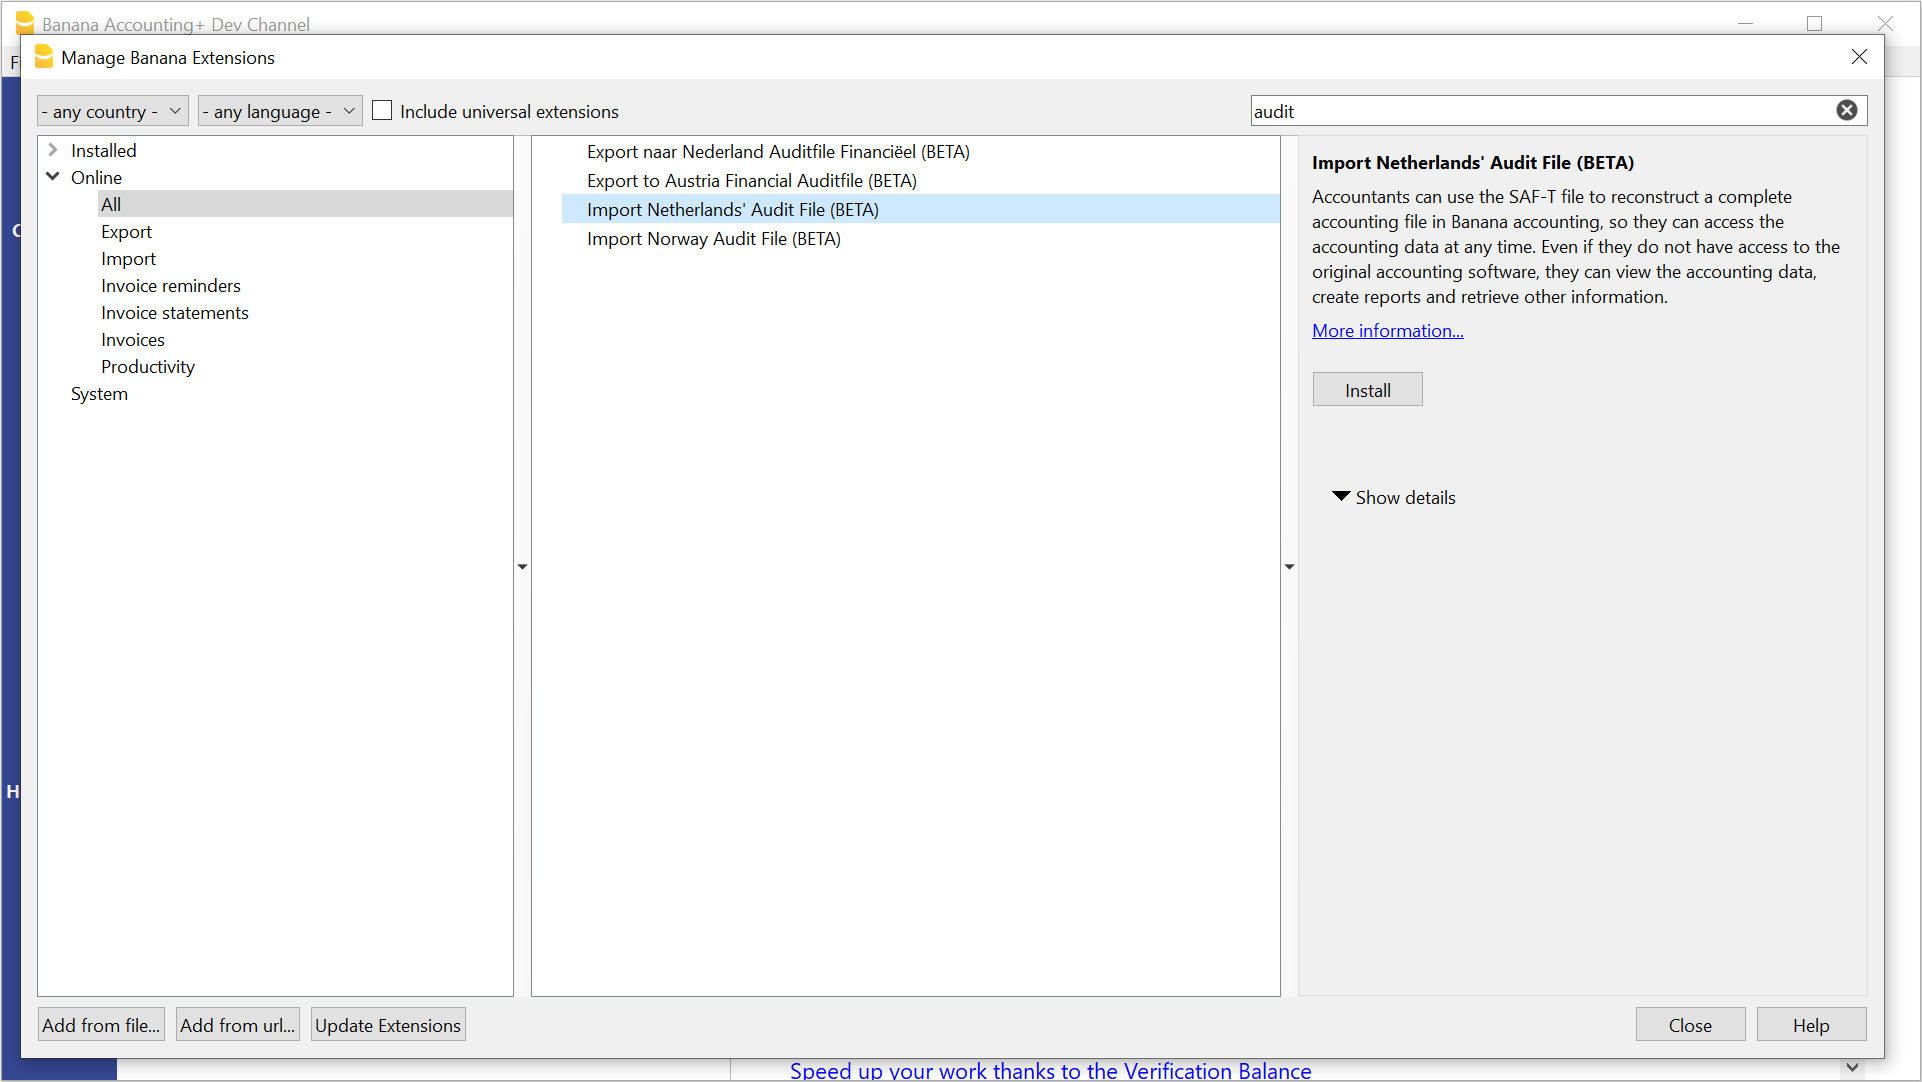 Banana Accounting+ Dev Channel
Manage Banana Extensions
- any country -
- any language -
Include universal extensions
audit
Installed
Online
All
Export
Import
Invoice reminders
Invoice statements
Invoices
Productivity
System
Export naar Nederland Auditfile Financiëel (BETA)
Export to Austria Financial Auditfile (BETA)
Import Netherlands' Audit File (BETA)
Import Norway Audit File (BETA)
Import Netherlands' Audit File (BETA)
Accountants can use the SAF-T file to reconstruct a complete
accounting file in Banana accounting, so they can access the
accounting data at any time. Even if they do not have access to the
original accounting software, they can view the accounting data,
create reports and retrieve other information.
More information...
Install
Show details
H
Add from file...
Add from url...
Update Extensions
Close
Help
Speed up your work thanks to the Verification Balance